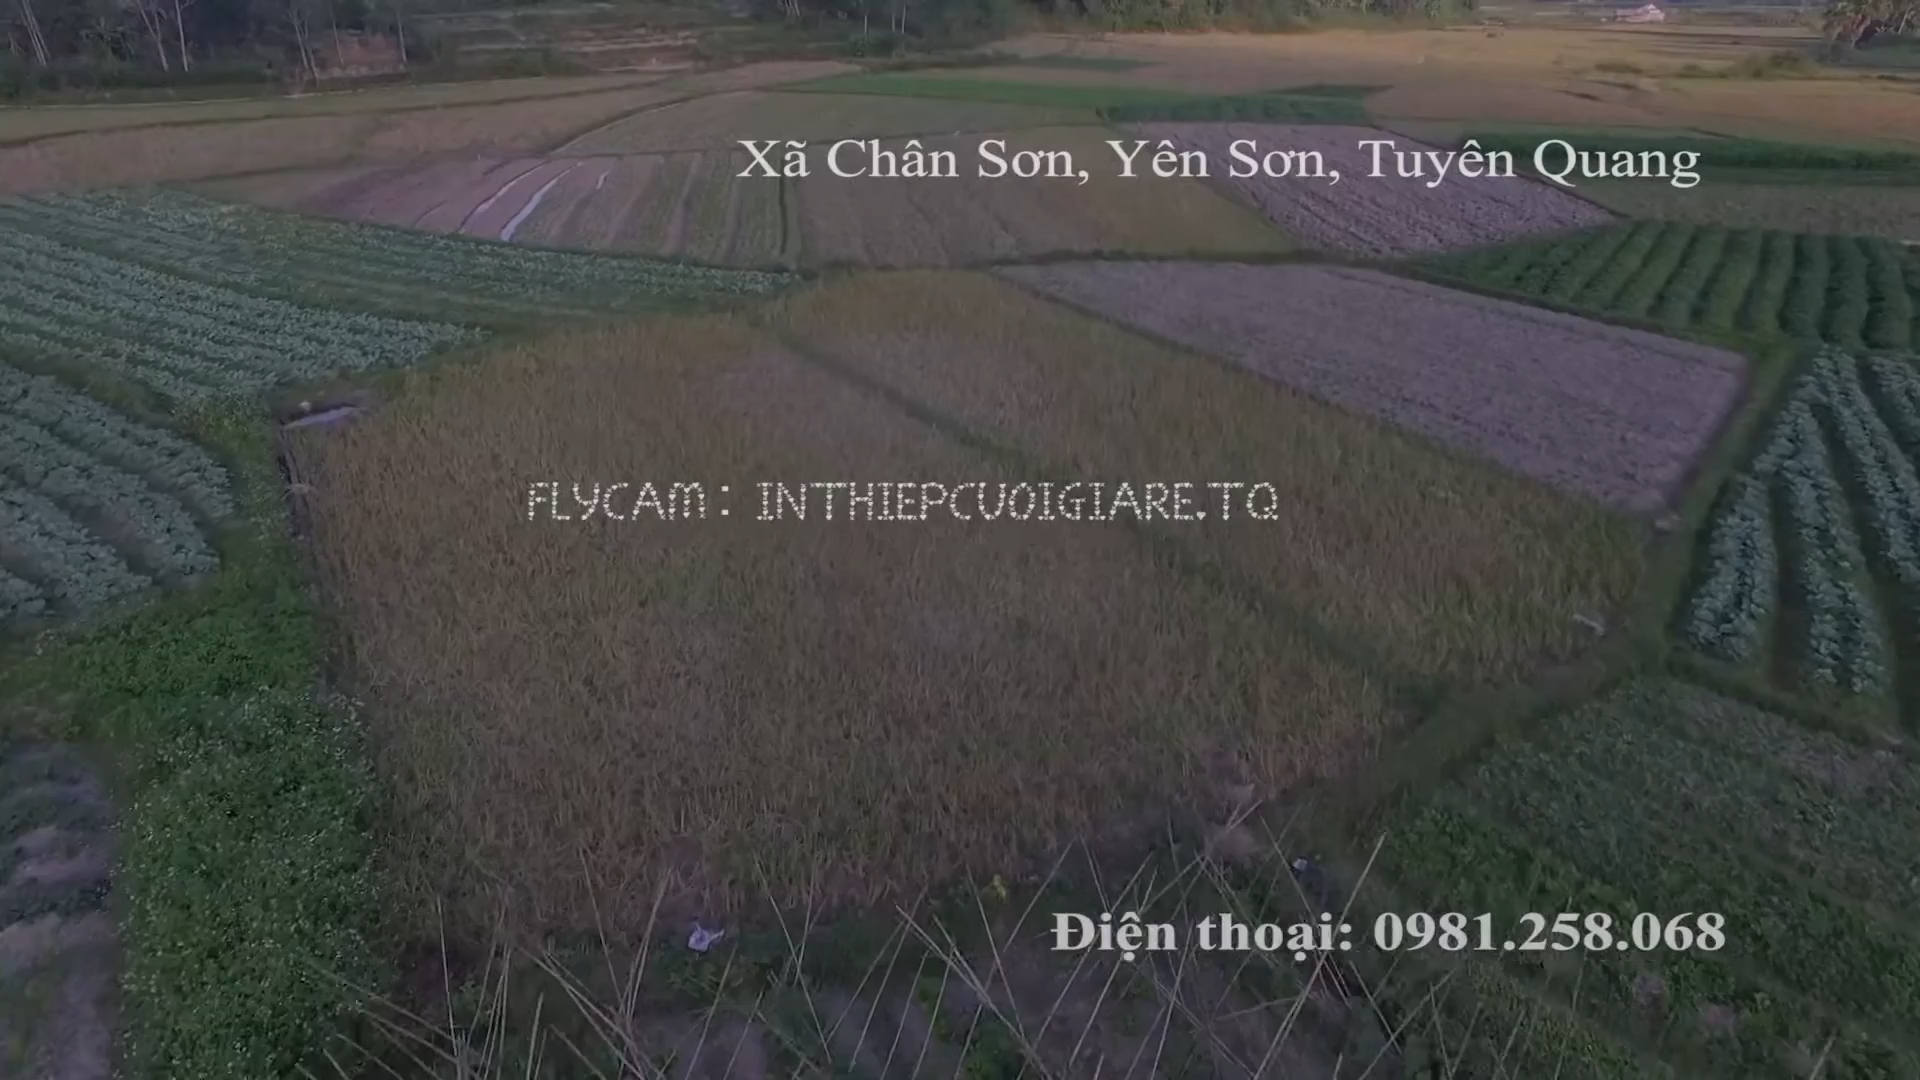 Xã Chân Sơn, Yên Sơn, Tuyên Quang
FLYCAM: INTHIEPCUOIGIARE.TQ
Điện thoại: 0981.258.068